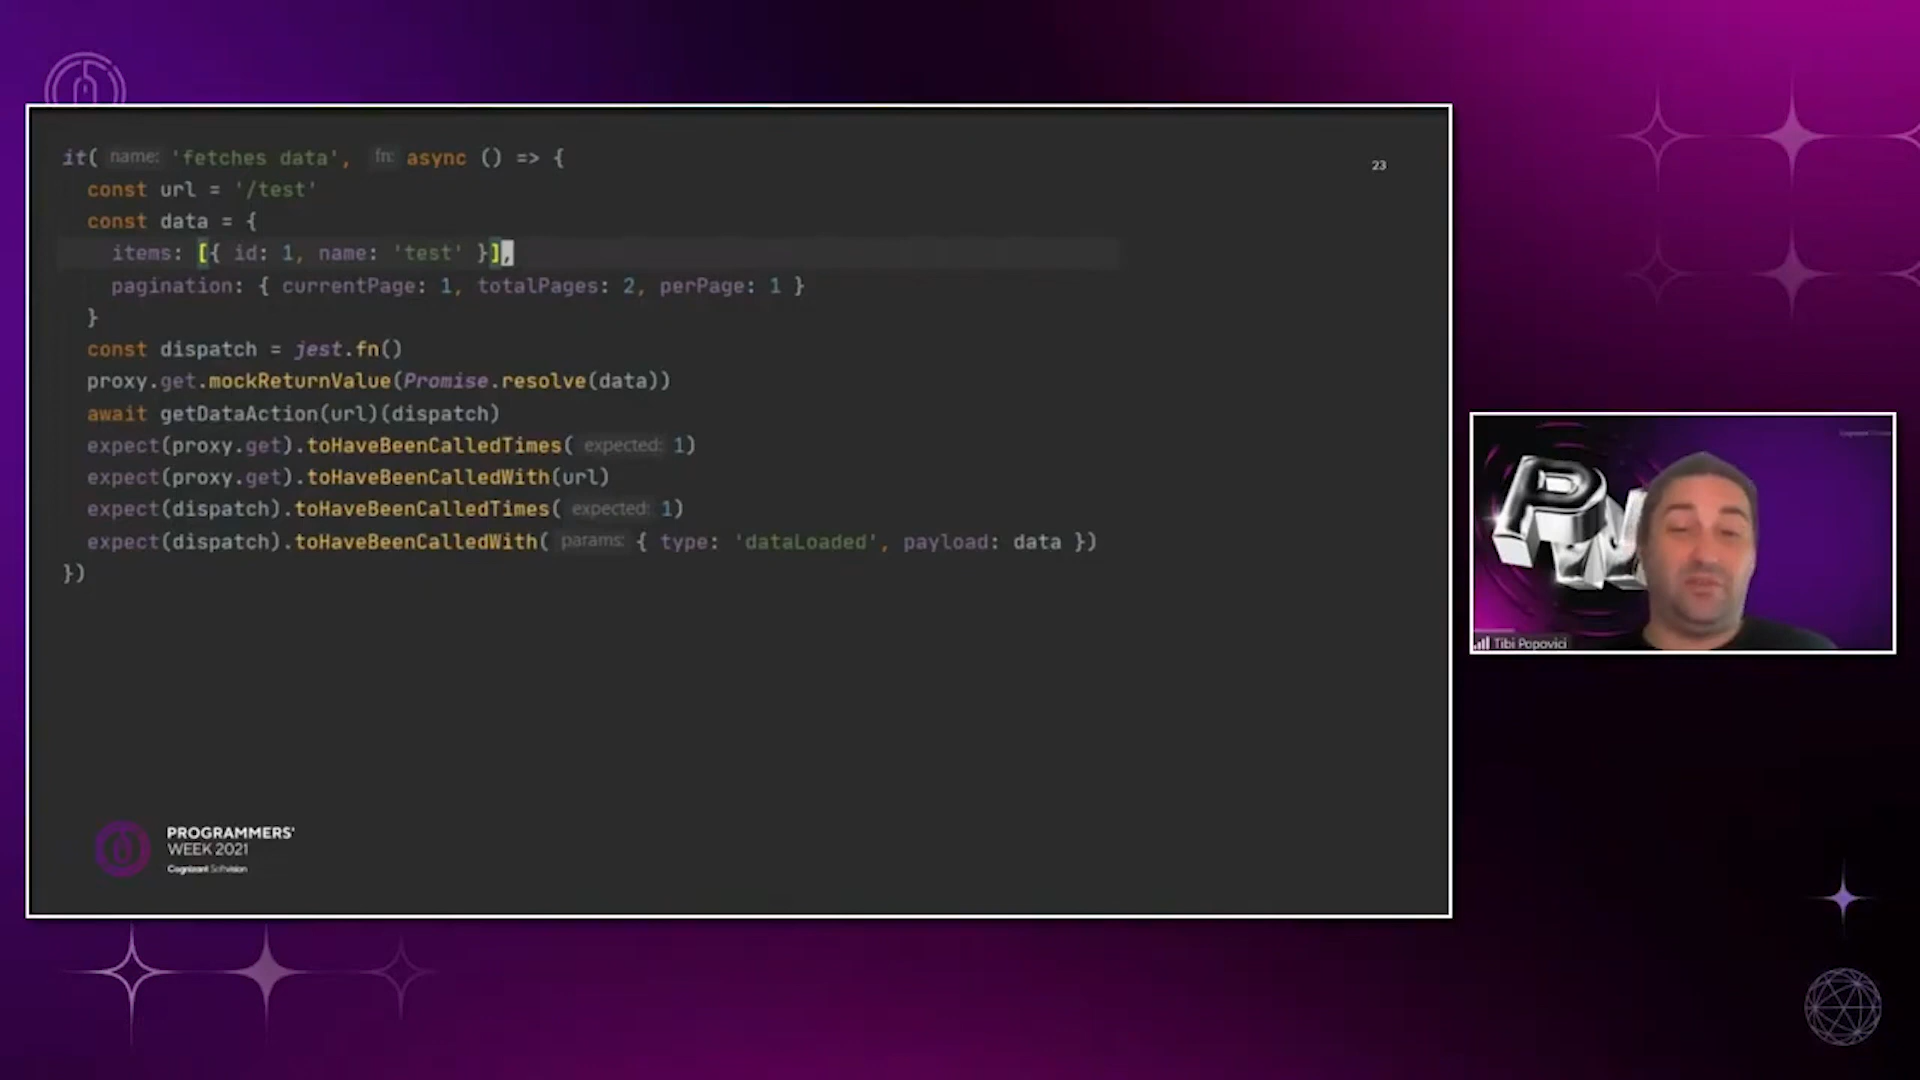 it( name: 'fetches data', fn: async () => {
const url = '/test'
const data = {
items: [{ id: 1, name: 'test' }],
pagination: { currentPage: 1, totalPages: 2, perPage: 1 }
}
const dispatch = jest.fn()
proxy.get.mockReturnValue(Promise.resolve(data))
await getDataAction(url)(dispatch)
expect(proxy.get).toHaveBeenCalledTimes( expected: 1)
expect(proxy.get).toHaveBeenCalledWith(url)
expect(dispatch).toHaveBeenCalledTimes( expected: 1)
expect(dispatch).toHaveBeenCalledWith( params: { type: 'dataLoaded', payload: data })
})
23
PROGRAMMERS'
WEEK 2021
Cognizant Softvision
PW
Tibi Popovici